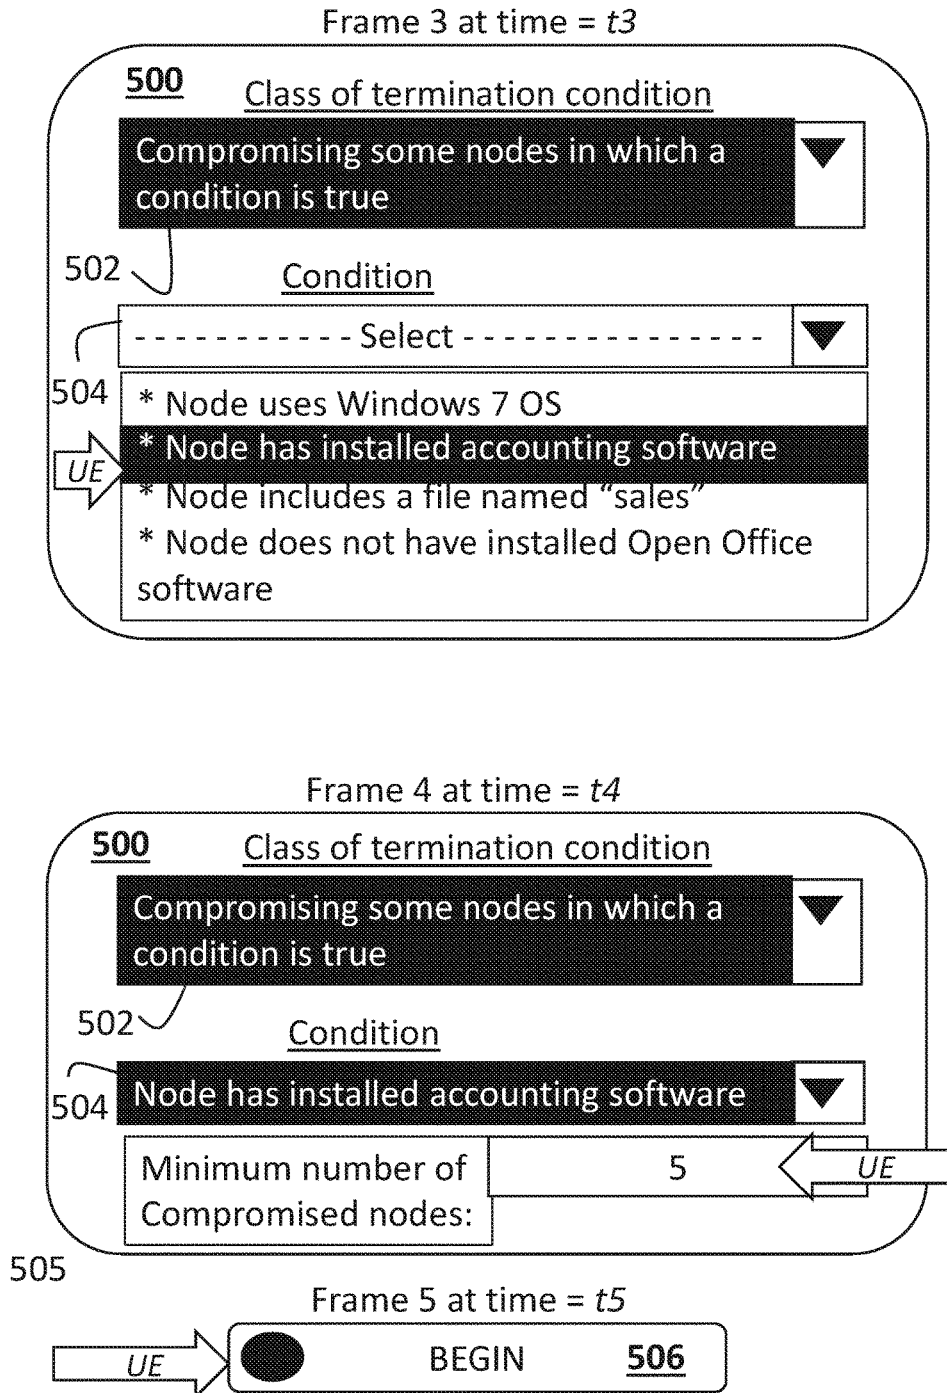 Frame 3 at time = t3
500
Class of termination condition
Compromising some nodes in which a
condition is true
502
Condition
- - - - - - - - - - - Select - - - - - - - - - - - - - - -
504
* Node uses Windows 7 OS
* Node has installed accounting software
UE
* Node includes a file named “sales”
* Node does not have installed Open Office
software
Frame 4 at time = t4
500
Class of termination condition
Compromising some nodes in which a
condition is true
502
Condition
504
Node has installed accounting software
Minimum number of
Compromised nodes:
5
UE
505
Frame 5 at time = t5
UE
BEGIN
506